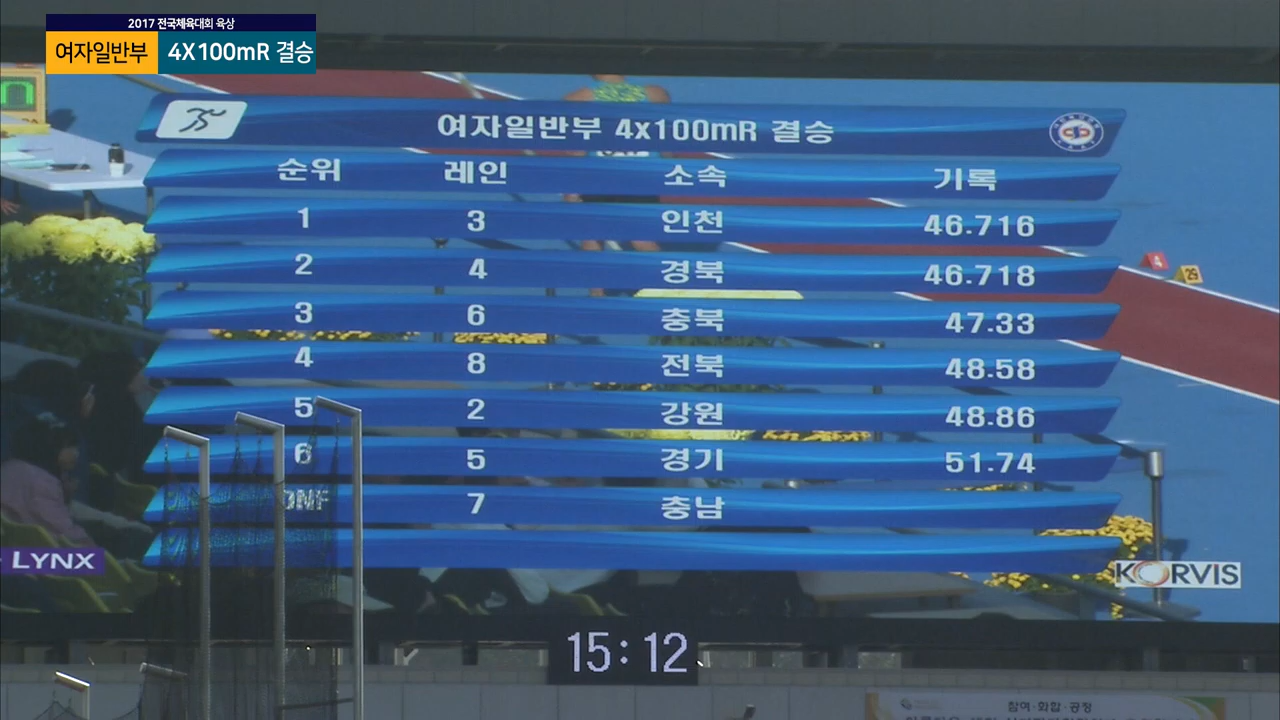 2017 전국체육대회 육상
여자일반부 4X100mR 결승
여자일반부 4x100mR 결승
순위 레인 소속 기록
1 3 인천 46.716
2 4 경북 46.718
3 6 충북 47.33
4 8 전북 48.58
5 2 강원 48.86
6 5 경기 51.74
DNF 7 충남
LYNX
KORVIS
4
29
15:12
참여·화합·공정